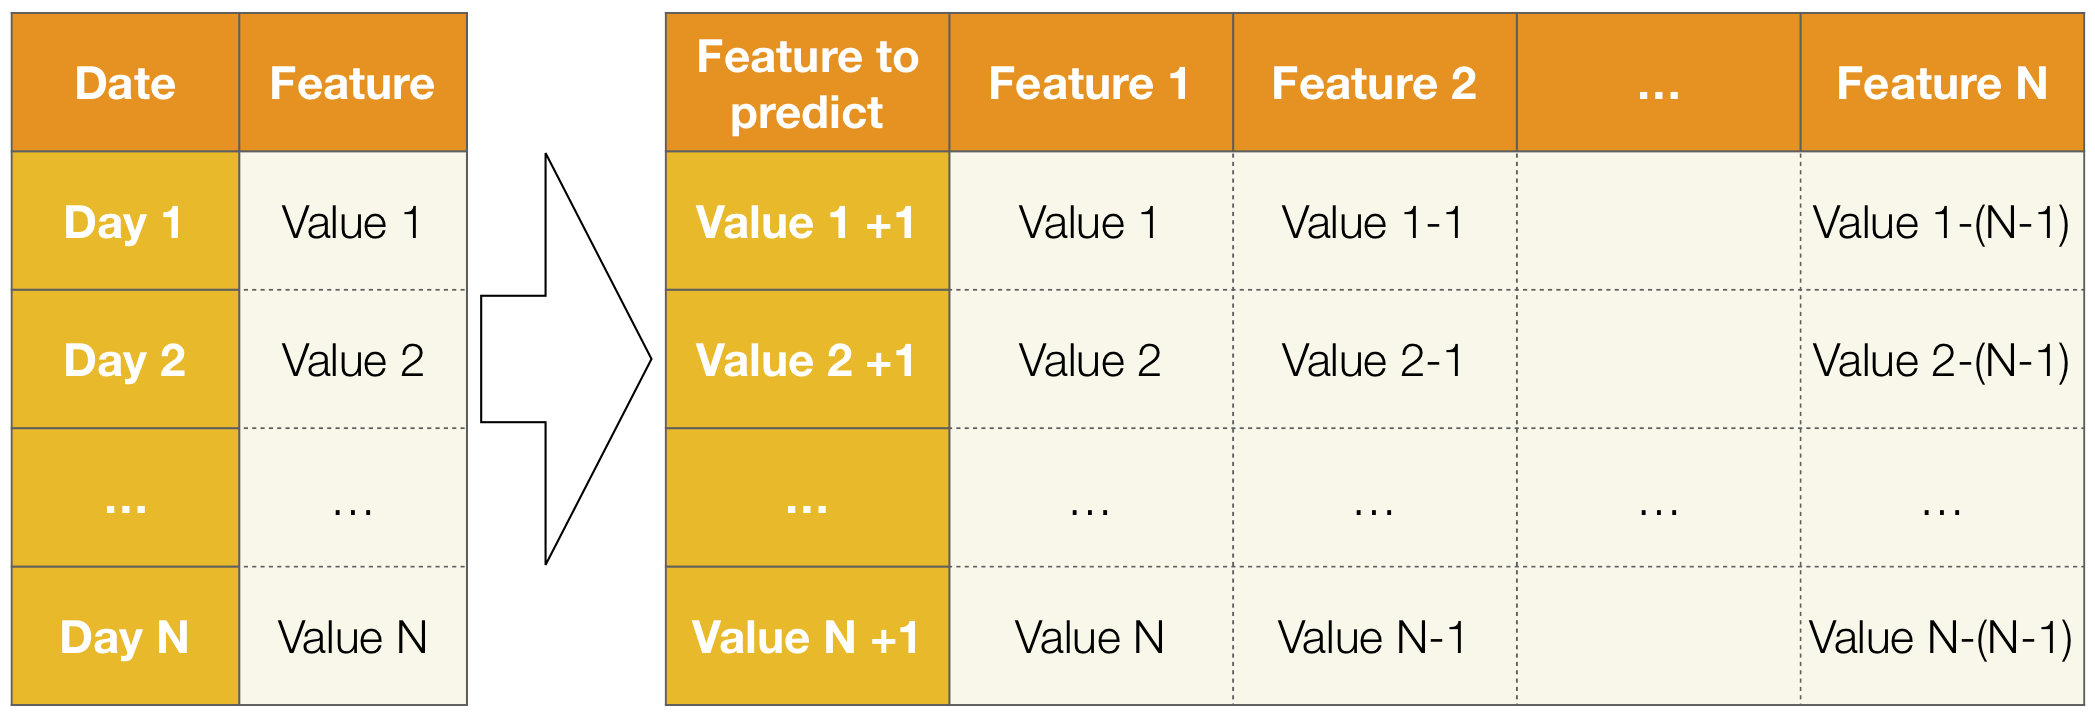 Date Feature
Day 1 Value 1
Day 2 Value 2
... ...
Day N Value N
Feature to
predict Feature 1 Feature 2 ... Feature N
Value 1 +1 Value 1 Value 1-1 Value 1-(N-1)
Value 2 +1 Value 2 Value 2-1 Value 2-(N-1)
... ... ... ... ...
Value N +1 Value N Value N-1 Value N-(N-1)